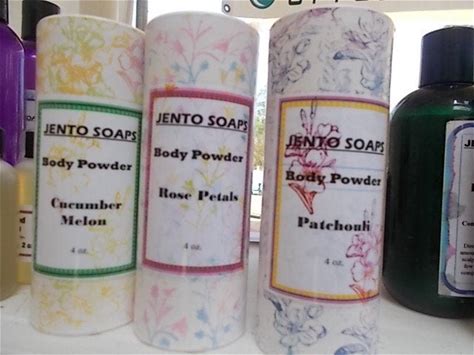 JENTO SOAPS
Body Powder
Cucumber
Melon
4 oz.
JENTO SOAPS
Body Powder
Rose Petals
4 oz.
JENTO SOAPS
Body Powder
Patchouli
4 oz.